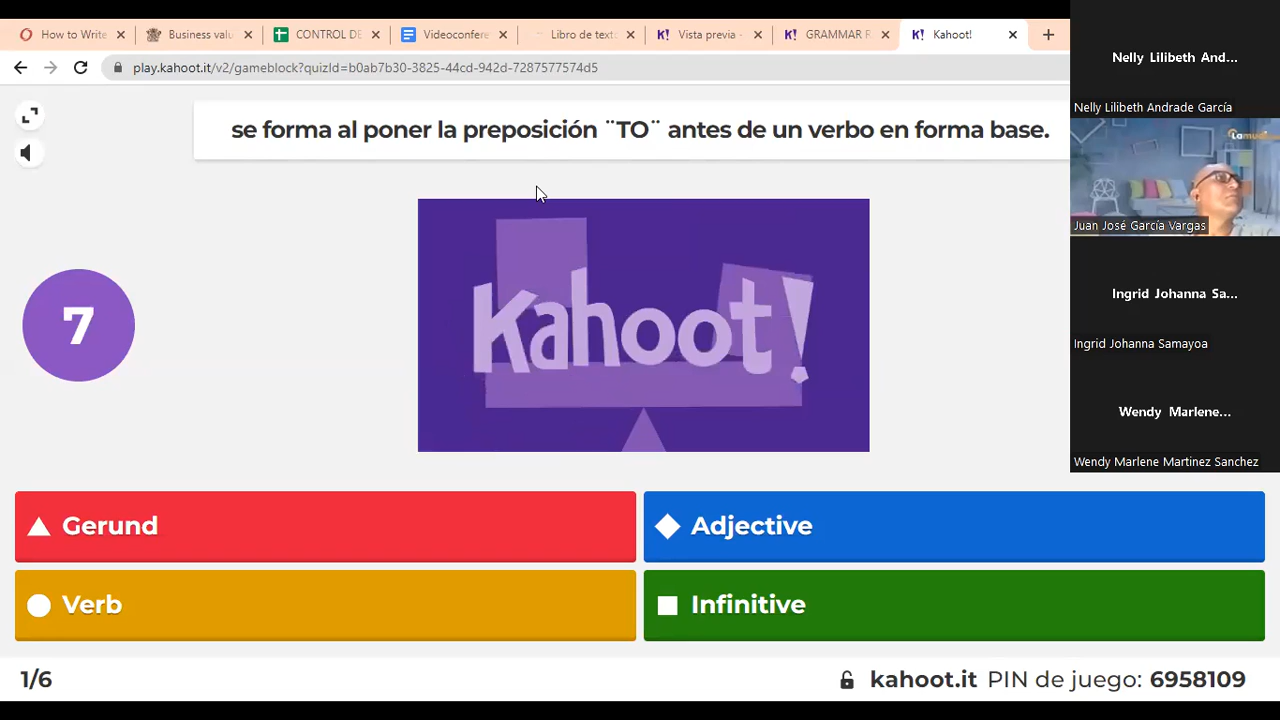 How to Write
Business valu
CONTROL DE
Videoconfere
Libro de texto
K! Vista previa -
K! GRAMMAR R
K! Kahoot!
play.kahoot.it/v2/gameblock?quizId=b0ab7b30-3825-44cd-942d-7287577574d5
se forma al poner la preposición ¨TO¨ antes de un verbo en forma base.
7
Kahoot!
Gerund
Adjective
Verb
Infinitive
1/6
kahoot.it PIN de juego: 6958109
Nelly Lilibeth And...
Nelly Lilibeth Andrade García
Juan José García Vargas
Ingrid Johanna Sa...
Ingrid Johanna Samayoa
Wendy Marlene...
Wendy Marlene Martinez Sanchez